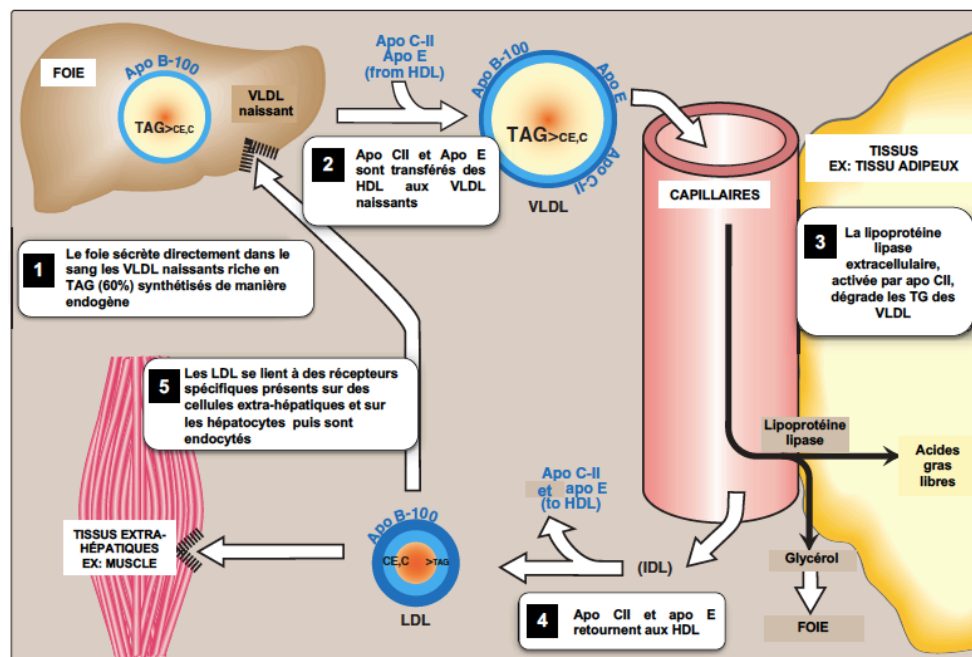 FOIE
Apo B-100
TAG>CE,C
VLDL
naissant
Apo C-II
Apo E
(from HDL)
Apo B-100
Apo E
Apo C-II
TAG>CE,C
VLDL
2
Apo CII et Apo E
sont transférés des
HDL aux VLDL
naissants
CAPILLAIRES
TISSUS
EX: TISSU ADIPEUX
1
Le foie sécrète directement dans le
sang les VLDL naissants riche en
TAG (60%) synthétisés de manière
endogène
3
La lipoprotéine
lipase
extracellulaire,
activée par apo CII,
dégrade les TG des
VLDL
5
Les LDL se lient à des récepteurs
spécifiques présents sur des
cellules extra-hépatiques et sur
les hépatocytes puis sont
endocytés
Lipoprotéine
lipase
Acides
gras
libres
Apo C-II
et apo E
(to HDL)
TISSUS EXTRA-
HÉPATIQUES
EX: MUSCLE
Apo B-100
CE,C >TAG
LDL
(IDL)
Glycérol
4
Apo CII et apo E
retournent aux HDL
FOIE